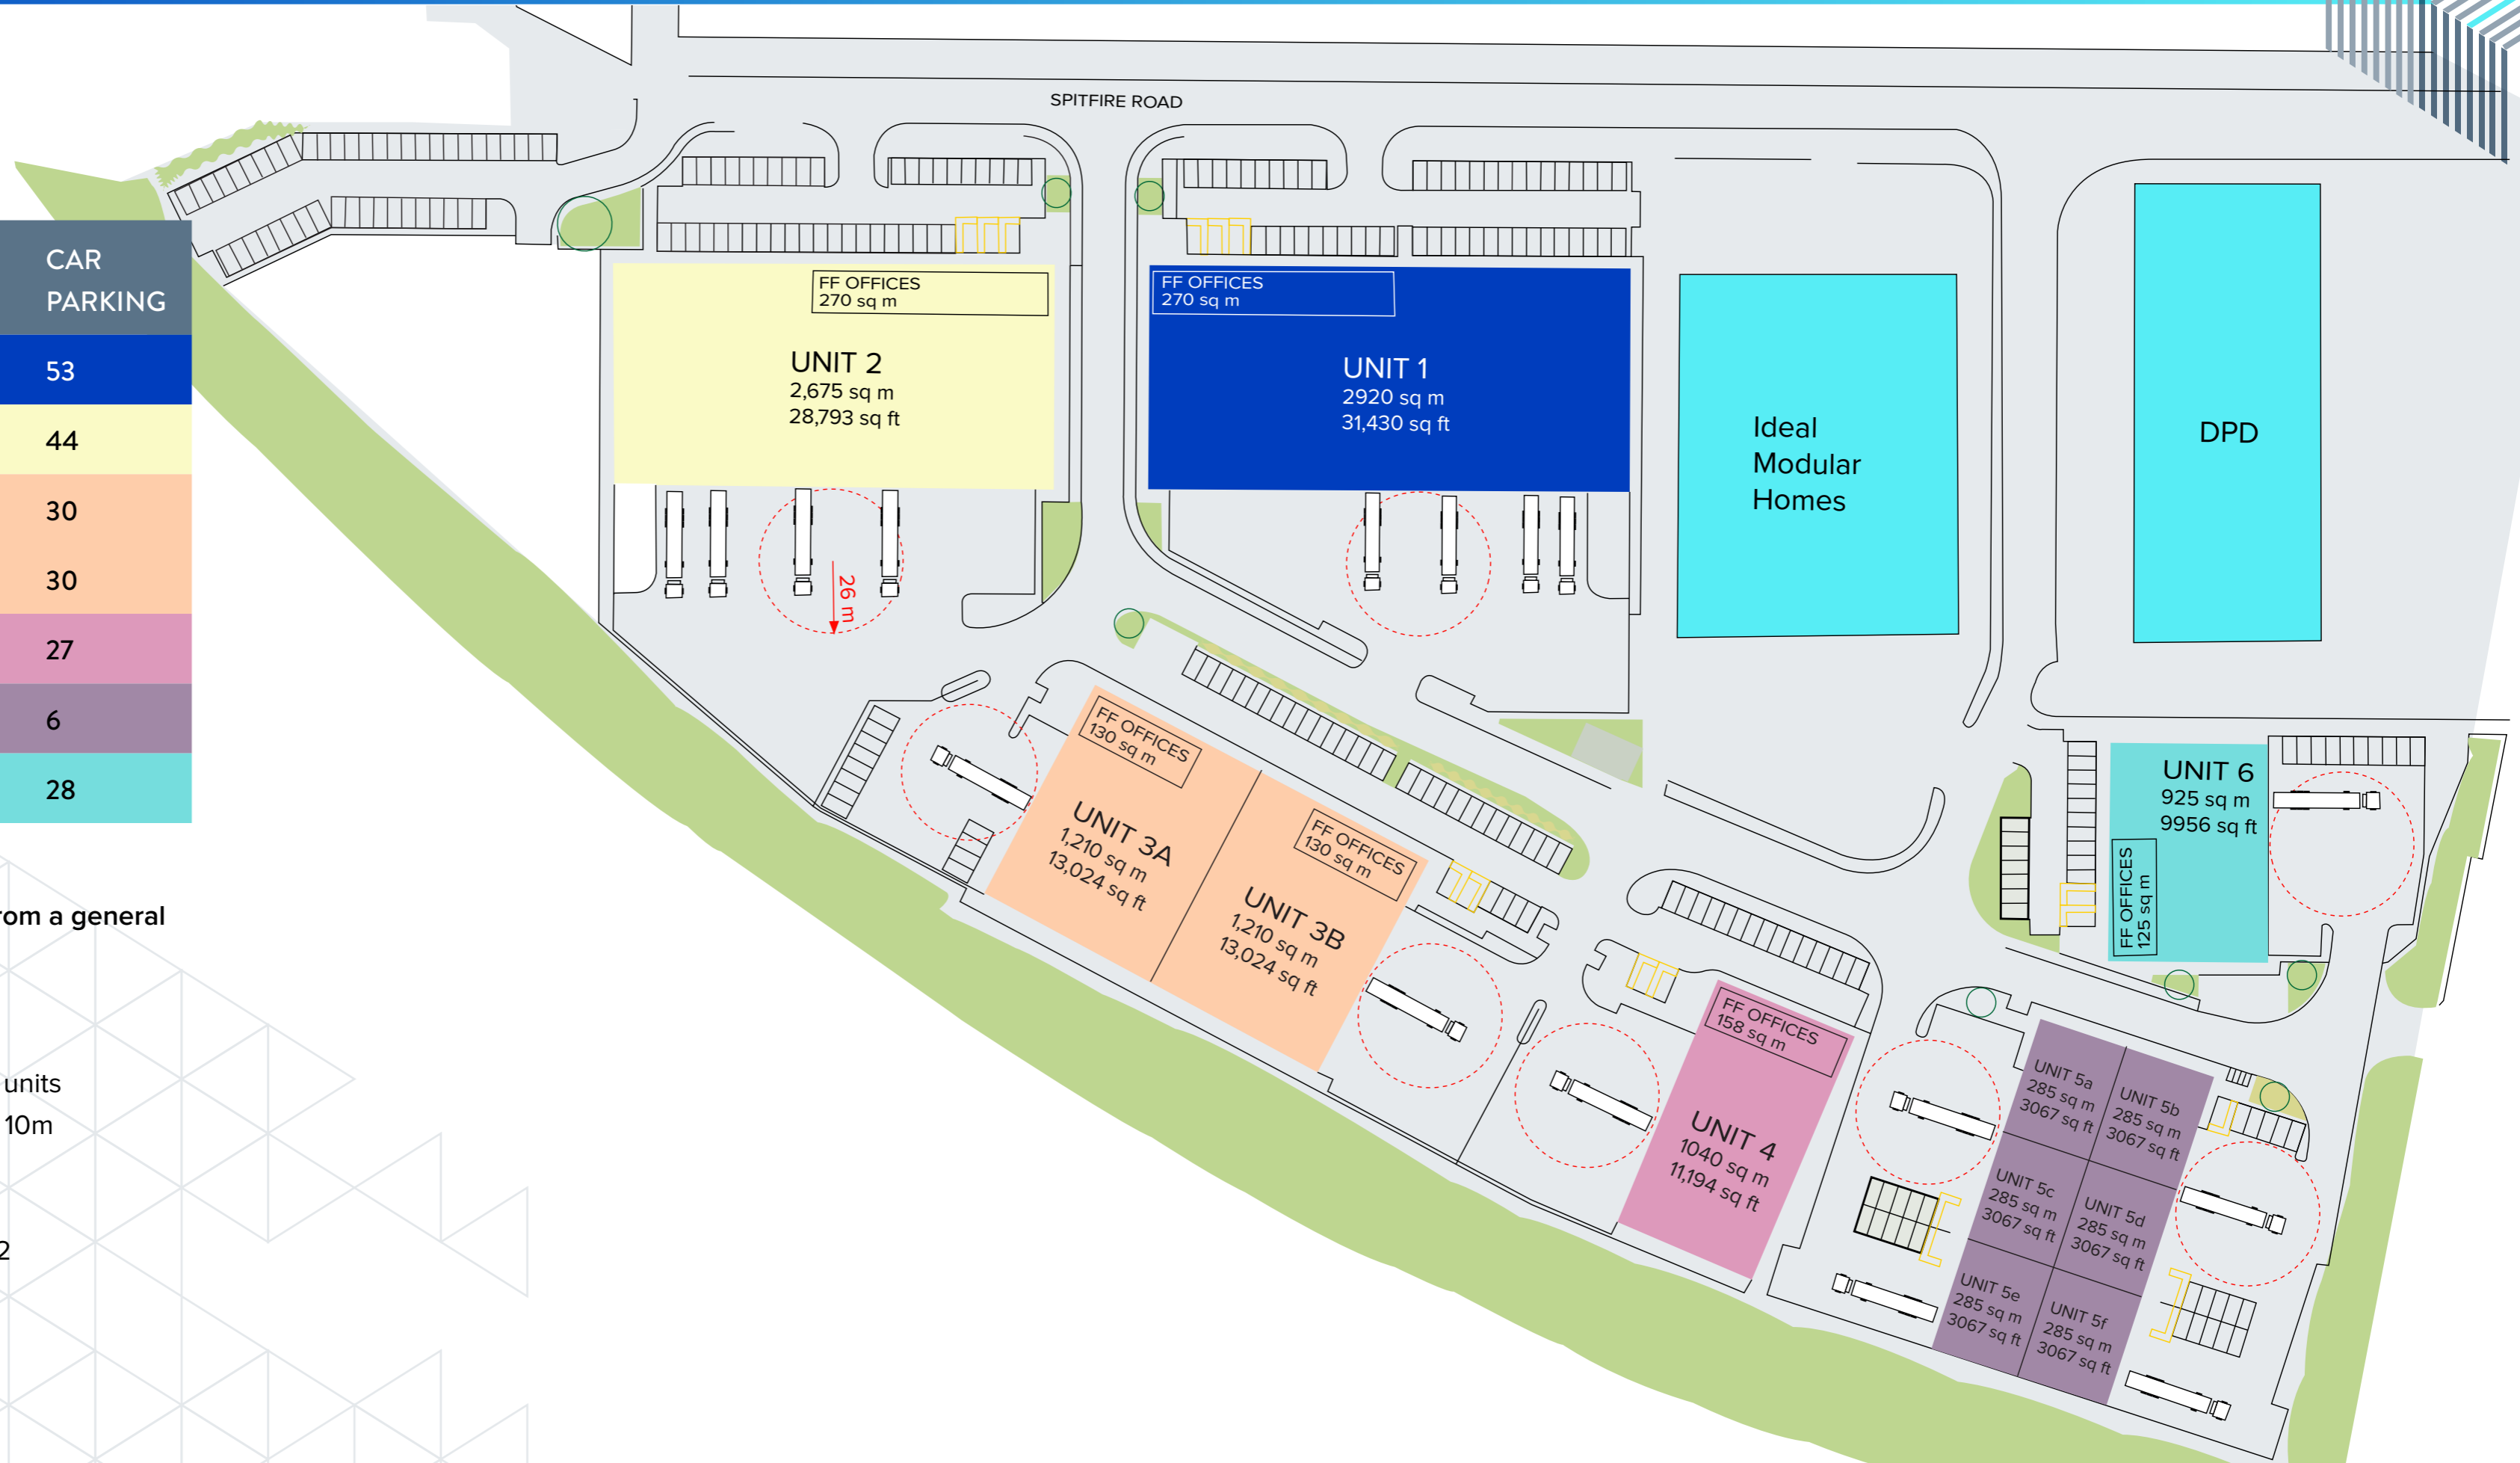 SPITFIRE ROAD
CAR
PARKING
53
44
30
30
27
6
28
rom a general
units
10m
2
FF OFFICES
270 sq m
UNIT 2
2,675 sq m
28,793 sq ft
26 m
FF OFFICES
270 sq m
UNIT 1
2920 sq m
31,430 sq ft
Ideal
Modular
Homes
DPD
FF OFFICES
130 sq m
UNIT 3A
1,210 sq m
13,024 sq ft
FF OFFICES
130 sq m
UNIT 3B
1,210 sq m
13,024 sq ft
FF OFFICES
158 sq m
UNIT 4
1040 sq m
11,194 sq ft
UNIT 6
925 sq m
9956 sq ft
FF OFFICES
125 sq m
UNIT 5a
285 sq m
3067 sq ft
UNIT 5b
285 sq m
3067 sq ft
UNIT 5c
285 sq m
3067 sq ft
UNIT 5d
285 sq m
3067 sq ft
UNIT 5e
285 sq m
3067 sq ft
UNIT 5f
285 sq m
3067 sq ft